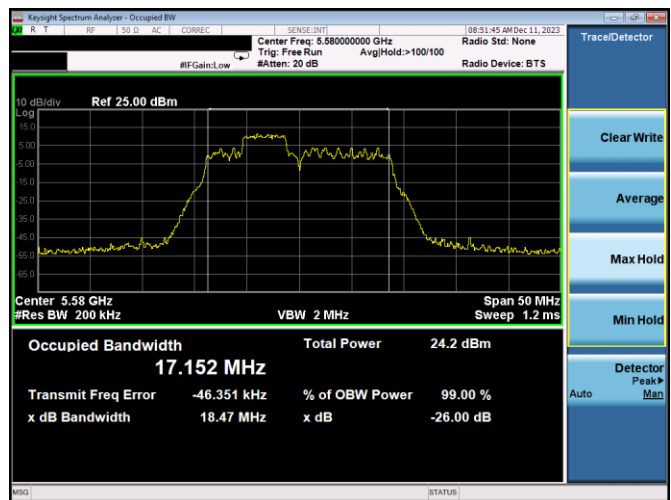 Keysight Spectrum Analyzer - Occupied BW
R T RF 50 Ω AC CORREC SENSE:INT 08:51:45 AM Dec 11, 2023
Center Freq: 5.580000000 GHz Radio Std: None
Trig: Free Run Avg|Hold:>100/100
#IFGain:Low #Atten: 20 dB Radio Device: BTS
Trace/Detector
10 dB/div Ref 25.00 dBm
Log
15.0
5.00
-5.00
-15.0
-25.0
-35.0
-45.0
-55.0
-65.0
Center 5.58 GHz Span 50 MHz
#Res BW 200 kHz VBW 2 MHz Sweep 1.2 ms
Occupied Bandwidth Total Power 24.2 dBm
17.152 MHz
Transmit Freq Error -46.351 kHz % of OBW Power 99.00 %
x dB Bandwidth 18.47 MHz x dB -26.00 dB
Clear Write
Average
Max Hold
Min Hold
Detector
Peak▶
Auto Man
MSG STATUS